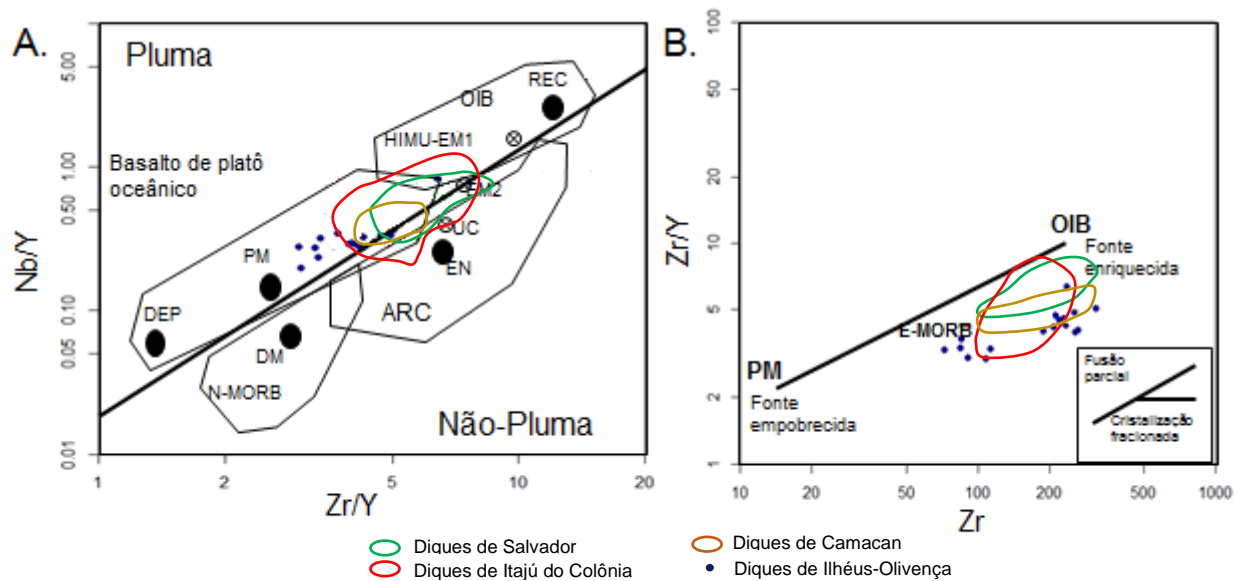 A.
Pluma
5.00
REC
OIB
HIMU-EM1
1.00
Basalto de platô
oceânico
EM2
0.50
UC
Nb/Y
EN
PM
0.10
ARC
DEP
0.05
DM
N-MORB
Não-Pluma
0.01
1
2
5
10
20
Zr/Y
B.
100
50
20
Zr/Y
10
OIB
Fonte
enriquecida
5
E-MORB
PM
Fusão
parcial
2
Fonte
empobrecida
Cristalização
fracionada
1
10
20
50
100
200
500
1000
Zr
Diques de Salvador
Diques de Camacan
Diques de Itajú do Colônia
Diques de Ilhéus-Olivença